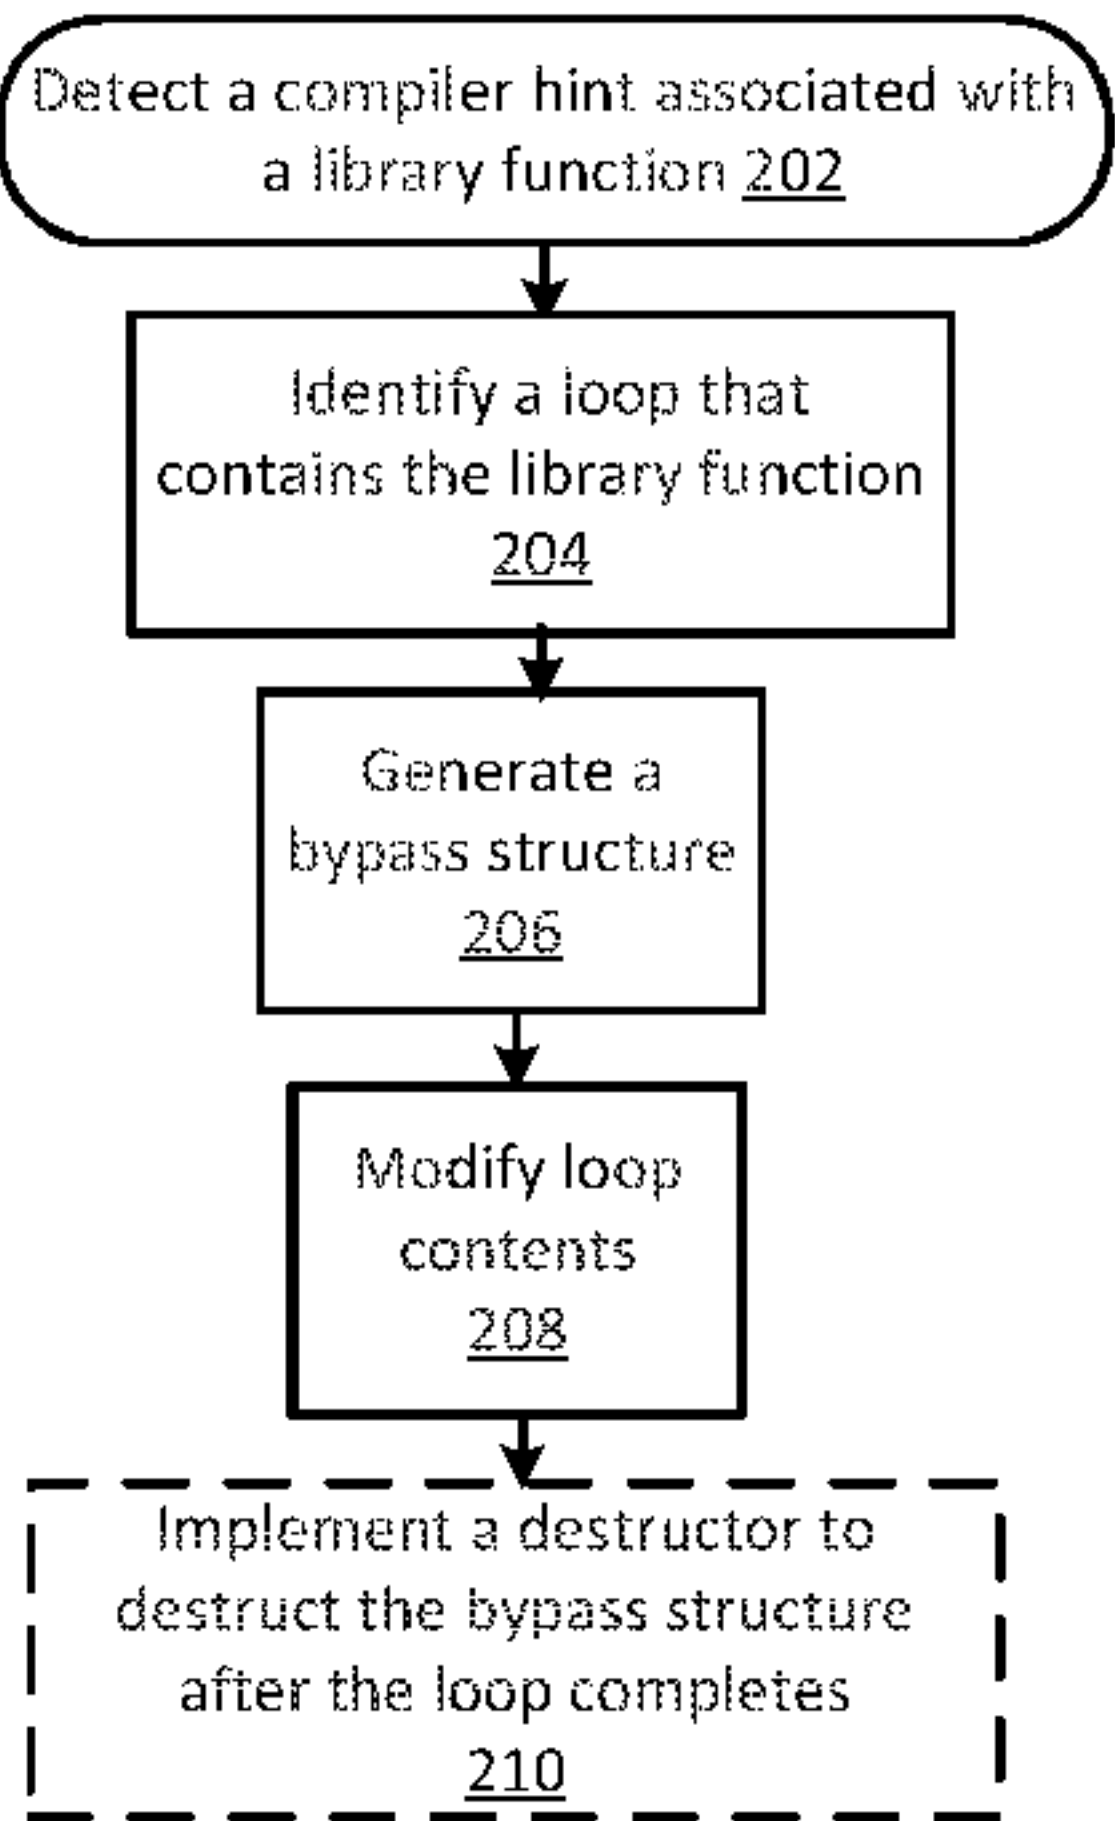 Detect a compiler hint associated with
a library function 202
Identify a loop that
contains the library function
204
Generate a
bypass structure
206
Modify loop
contents
208
Implement a destructor to
destruct the bypass structure
after the loop completes
210